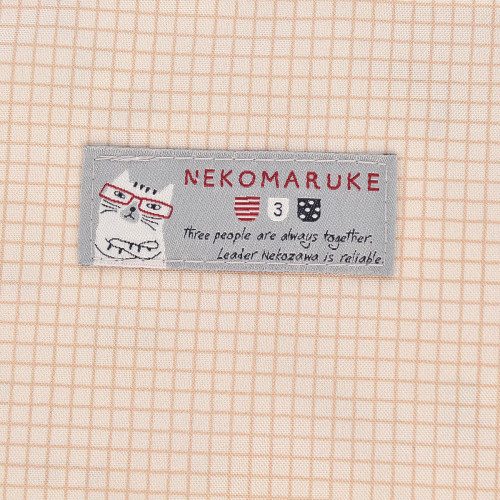 NEKOMARUKE
3
Three people are always together.
Leader Nekozawa is reliable.